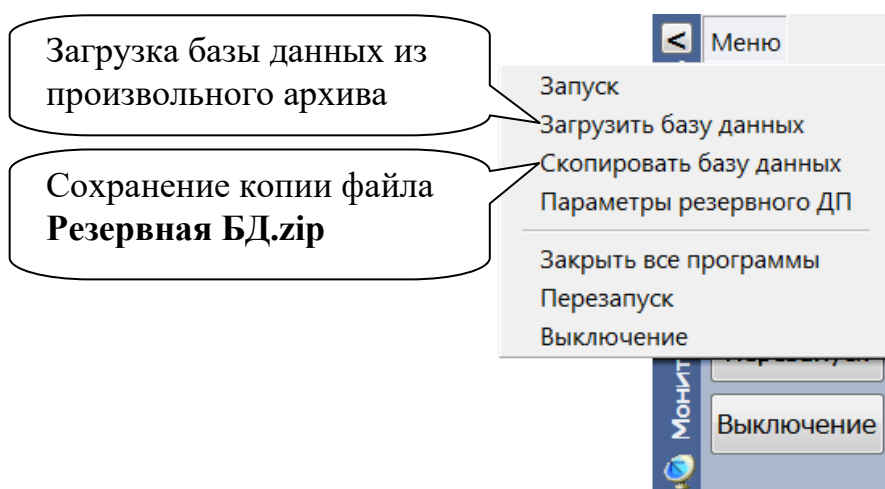 Загрузка базы данных из
произвольного архива
Сохранение копии файла
Резервная БД.zip
Меню
Запуск
Загрузить базу данных
Скопировать базу данных
Параметры резервного ДП
Закрыть все программы
Перезапуск
Выключение
Выключение